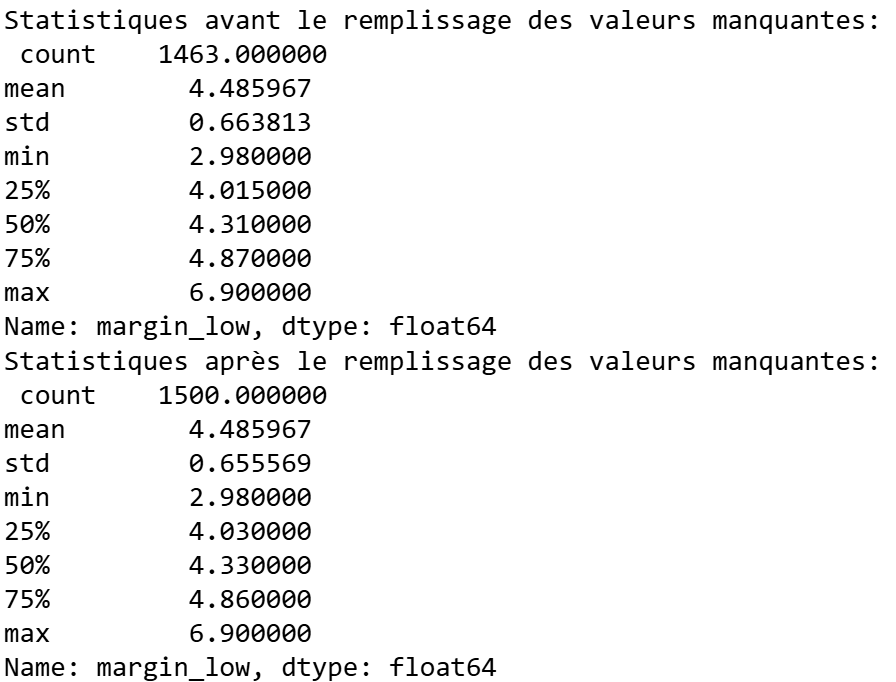 Statistiques avant le remplissage des valeurs manquantes:
 count    1463.000000
mean        4.485967
std         0.663813
min         2.980000
25%         4.015000
50%         4.310000
75%         4.870000
max         6.900000
Name: margin_low, dtype: float64
Statistiques après le remplissage des valeurs manquantes:
 count    1500.000000
mean        4.485967
std         0.655569
min         2.980000
25%         4.030000
50%         4.330000
75%         4.860000
max         6.900000
Name: margin_low, dtype: float64